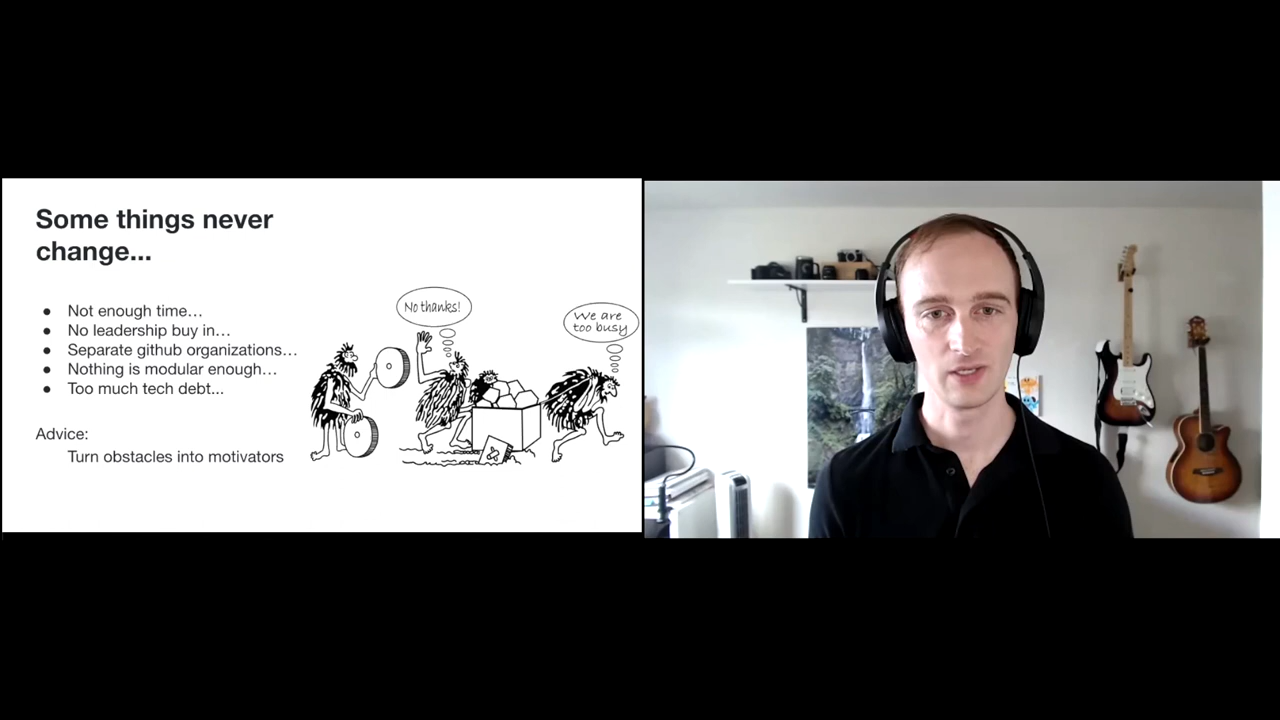 Some things never
change...
● Not enough time…
● No leadership buy in…
● Separate github organizations…
● Nothing is modular enough…
● Too much tech debt...
Advice:
Turn obstacles into motivators
No thanks!
We are
too busy